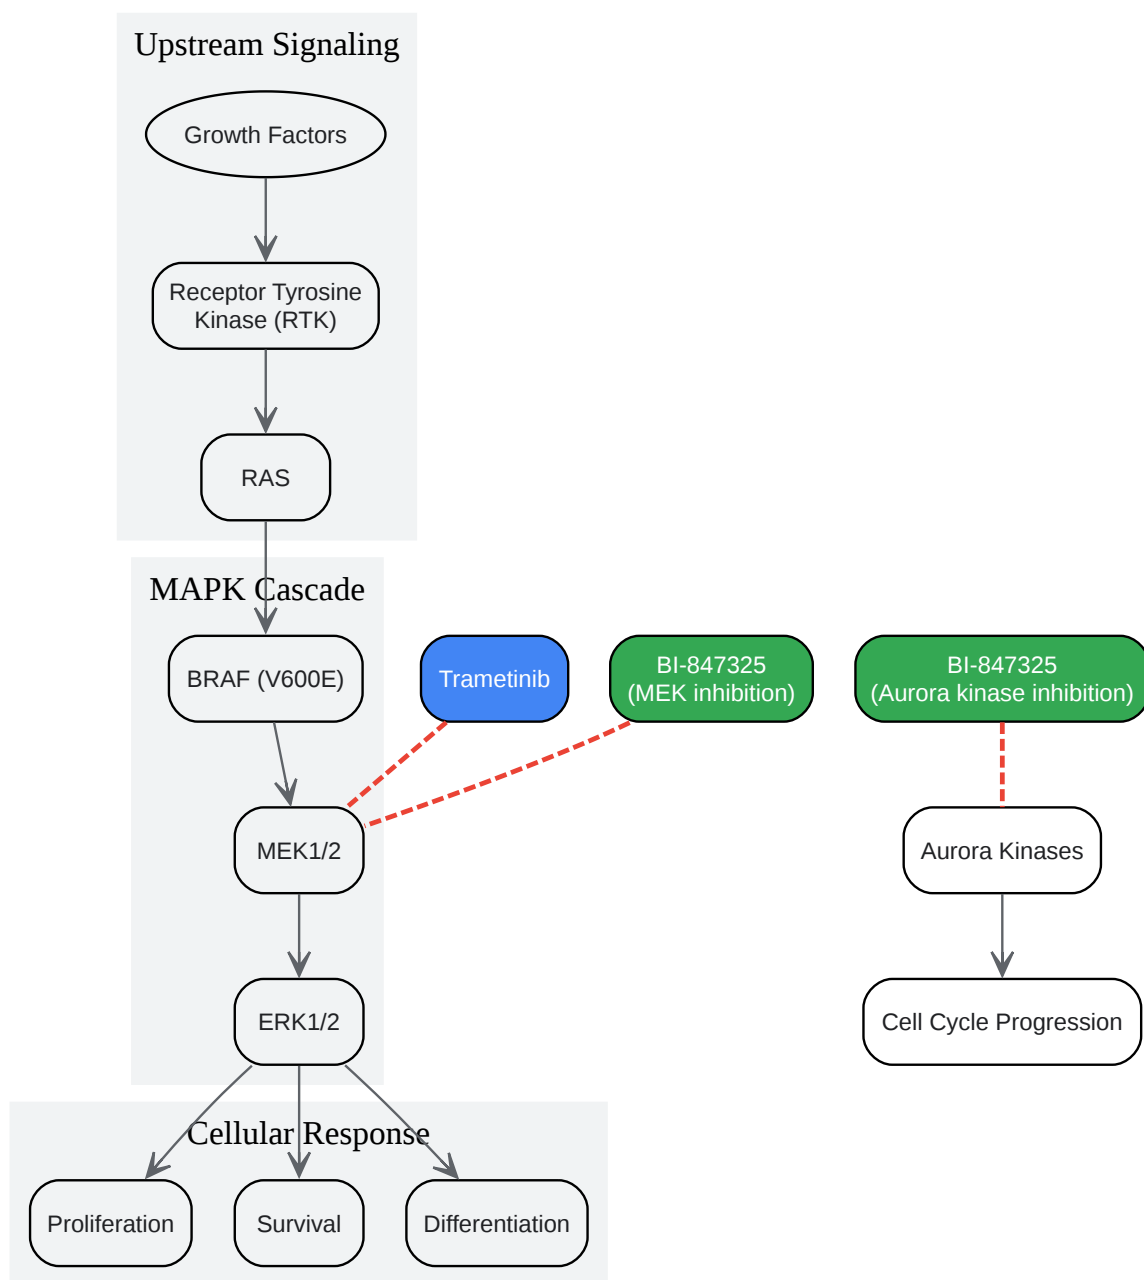 Upstream Signaling
Growth Factors
Receptor Tyrosine
Kinase (RTK)
RAS
MAPK Cascade
BRAF (V600E)
Trametinib
BI-847325
(MEK inhibition)
BI-847325
(Aurora kinase inhibition)
MEK1/2
Aurora Kinases
ERK1/2
Cell Cycle Progression
Cellular Response
Proliferation
Survival
Differentiation